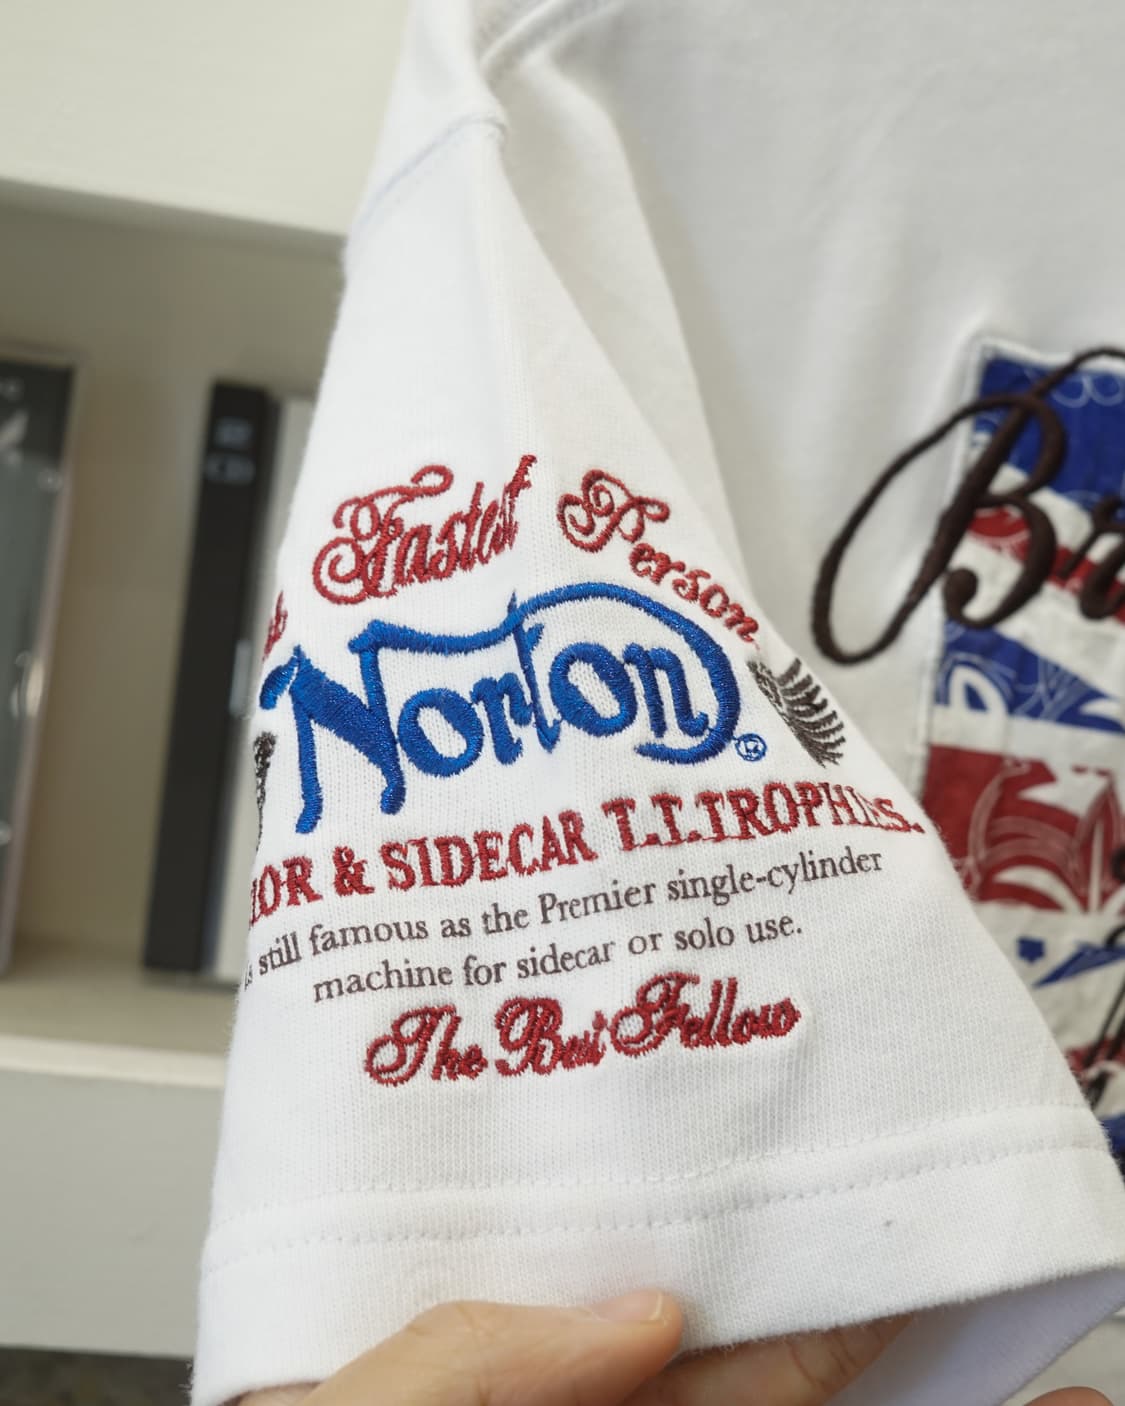 Fastest Person
Norton®
& SIDECAR T.T.TROPHIES.
still famous as the Premier single-cylinder
machine for sidecar or solo use.
The Fellow